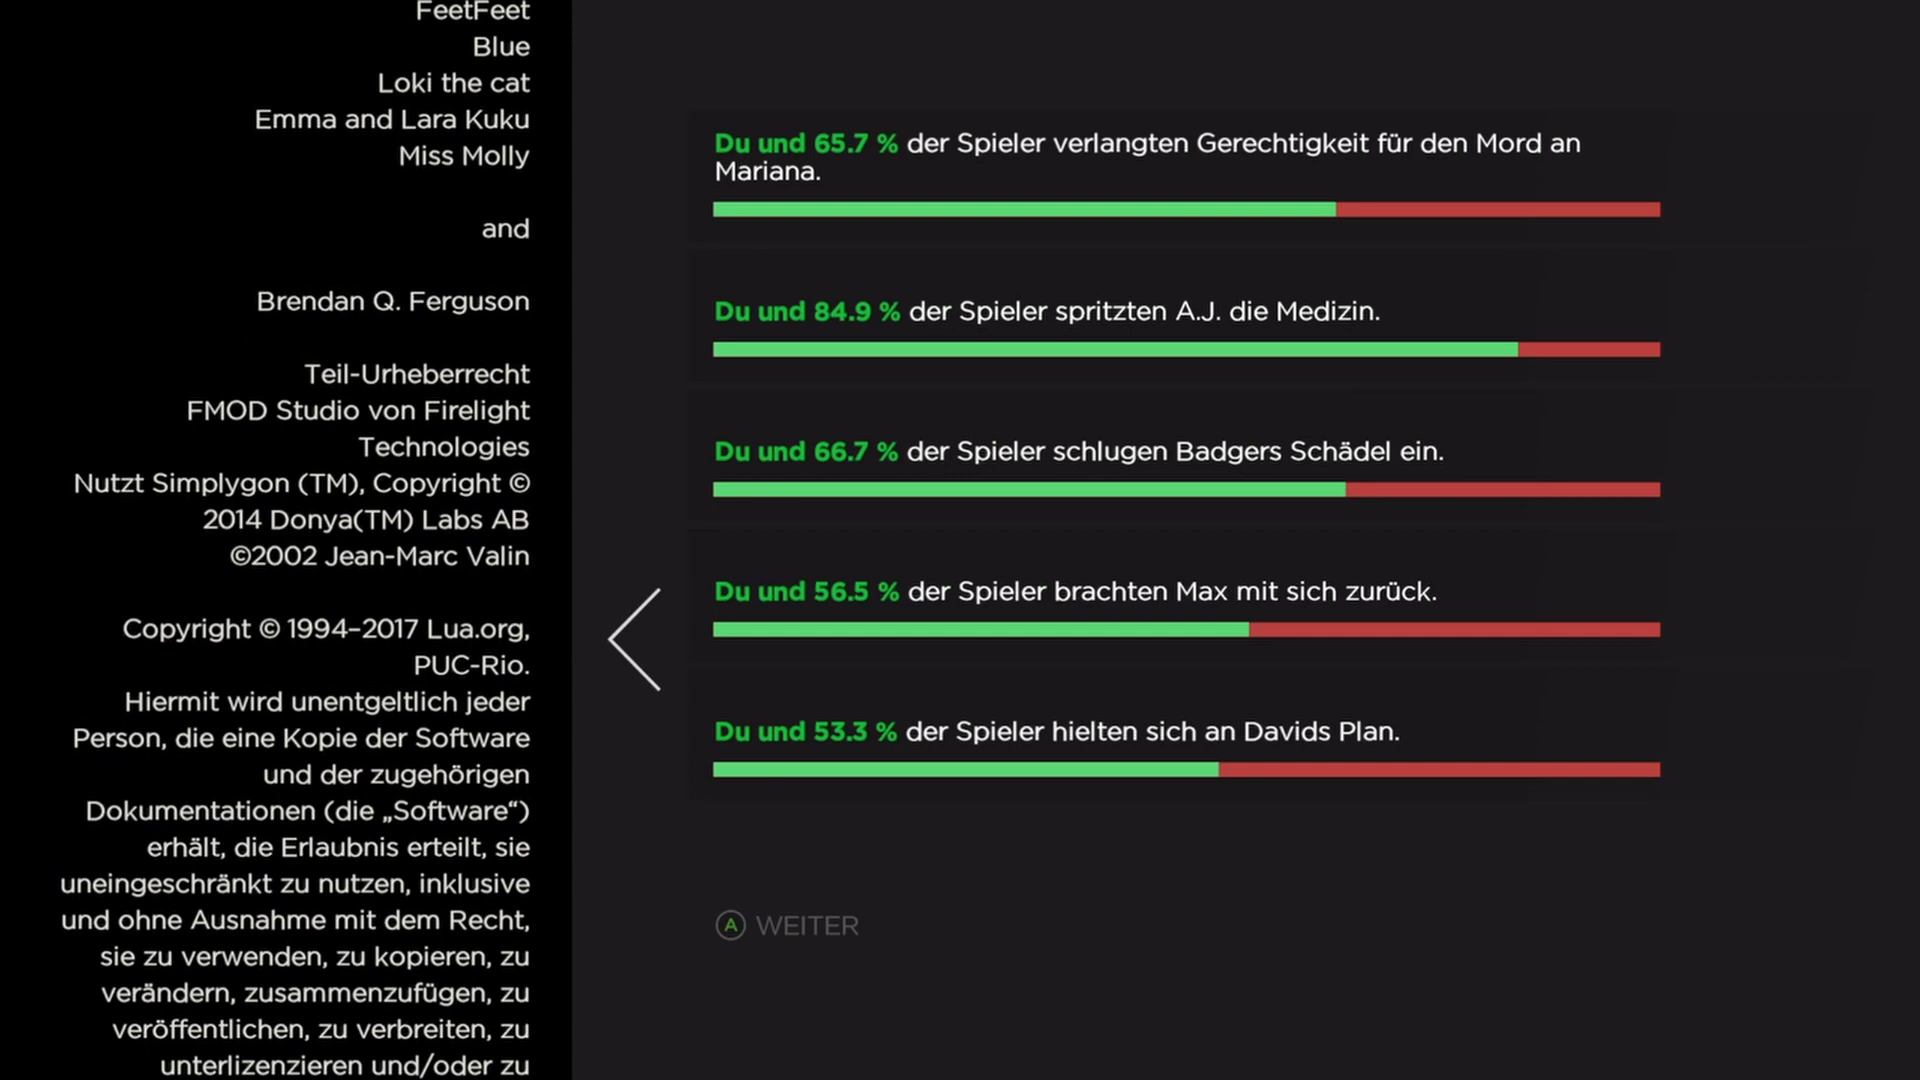 FeetFeet
Blue
Loki the cat
Emma and Lara Kuku
Miss Molly
and
Brendan Q. Ferguson
Teil-Urheberrecht
FMOD Studio von Firelight
Technologies
Nutzt Simplygon (TM), Copyright ©
2014 Donya(TM) Labs AB
©2002 Jean-Marc Valin
Copyright © 1994–2017 Lua.org,
PUC-Rio.
Hiermit wird unentgeltlich jeder
Person, die eine Kopie der Software
und der zugehörigen
Dokumentationen (die „Software“)
erhält, die Erlaubnis erteilt, sie
uneingeschränkt zu nutzen, inklusive
und ohne Ausnahme mit dem Recht,
sie zu verwenden, zu kopieren, zu
verändern, zusammenzufügen, zu
veröffentlichen, zu verbreiten, zu
unterlizenzieren und/oder zu
Du und 65.7 % der Spieler verlangten Gerechtigkeit für den Mord an
Mariana.
Du und 84.9 % der Spieler spritzten A.J. die Medizin.
Du und 66.7 % der Spieler schlugen Badgers Schädel ein.
Du und 56.5 % der Spieler brachten Max mit sich zurück.
Du und 53.3 % der Spieler hielten sich an Davids Plan.
A WEITER